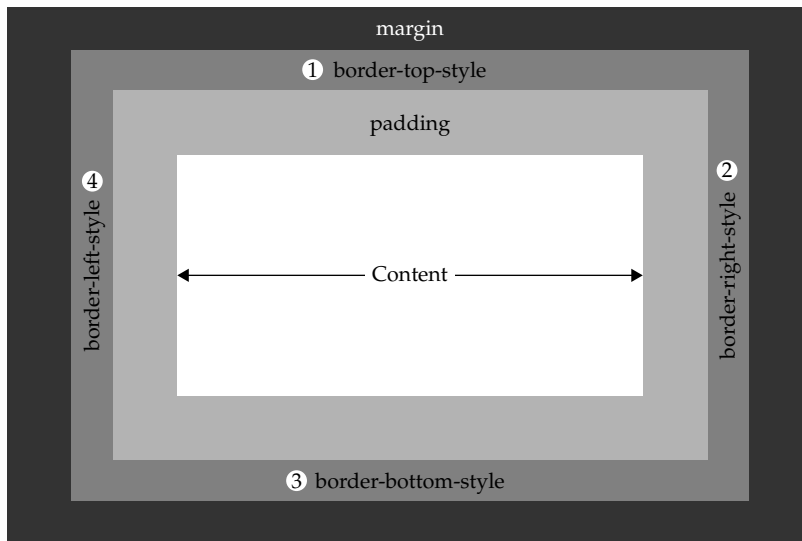 margin
1 border-top-style
padding
2 border-right-style
4 border-left-style
Content
3 border-bottom-style